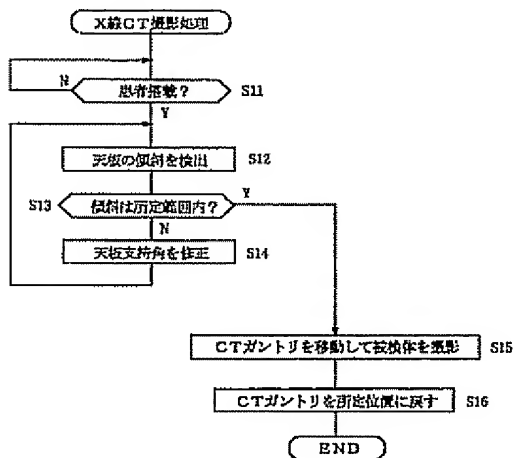 X線CT撮影処理
N
患者搭載？
S11
Y
天板の傾斜を検出
S12
S13
傾斜は所定範囲内？
Y
N
天板支持角を修正
S14
CTガントリを移動して被検体を撮影
S15
CTガントリを所定位置に戻す
S16
END